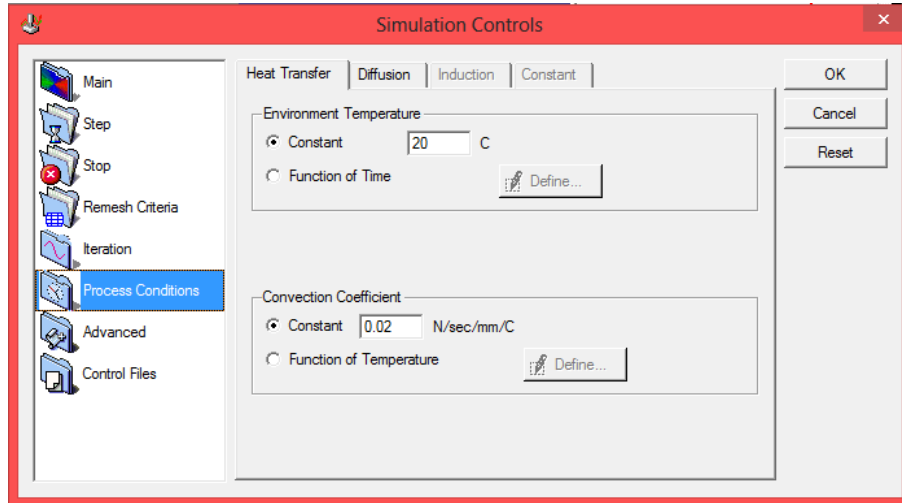 Simulation Controls
Main
Step
Stop
Remesh Criteria
Iteration
Process Conditions
Advanced
Control Files
Heat Transfer Diffusion Induction Constant
Environment Temperature
Constant 20 C
Function of Time Define...
Convection Coefficient
Constant 0.02 N/sec/mm/C
Function of Temperature Define...
OK
Cancel
Reset